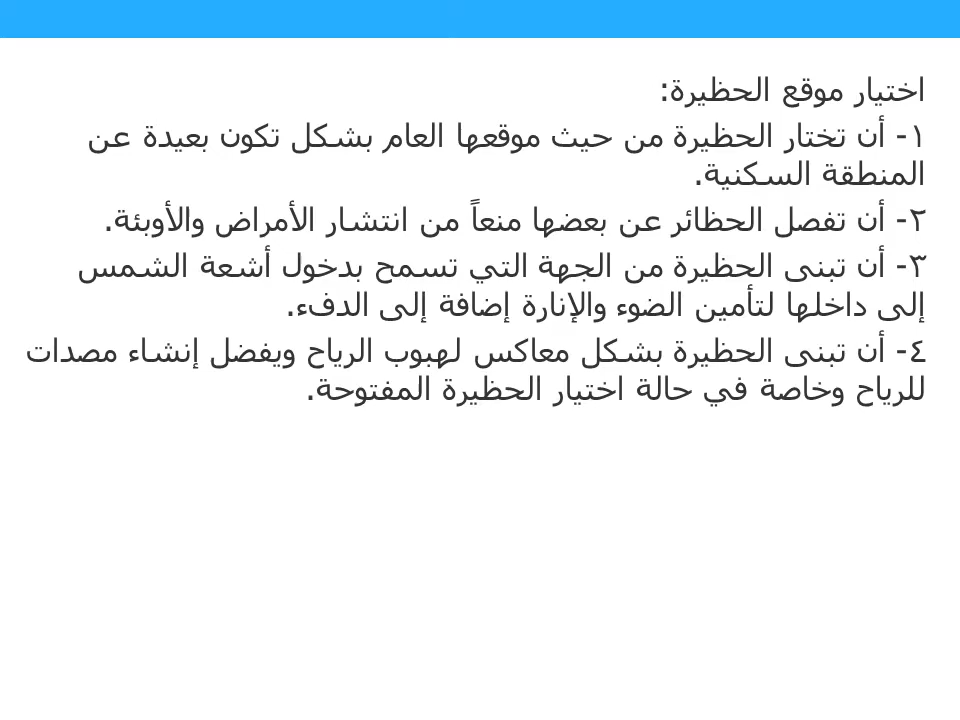 اختيار موقع الحظيرة:
١- أن تختار الحظيرة من حيث موقعها العام بشكل تكون بعيدة عن
المنطقة السكنية.
٢- أن تفصل الحظائر عن بعضها منعاً من انتشار الأمراض والأوبئة.
٣- أن تبنى الحظيرة من الجهة التي تسمح بدخول أشعة الشمس
إلى داخلها لتأمين الضوء والإنارة إضافة إلى الدفء.
٤- أن تبنى الحظيرة بشكل معاكس لهبوب الرياح ويفضل إنشاء مصدات
للرياح وخاصة في حالة اختيار الحظيرة المفتوحة.